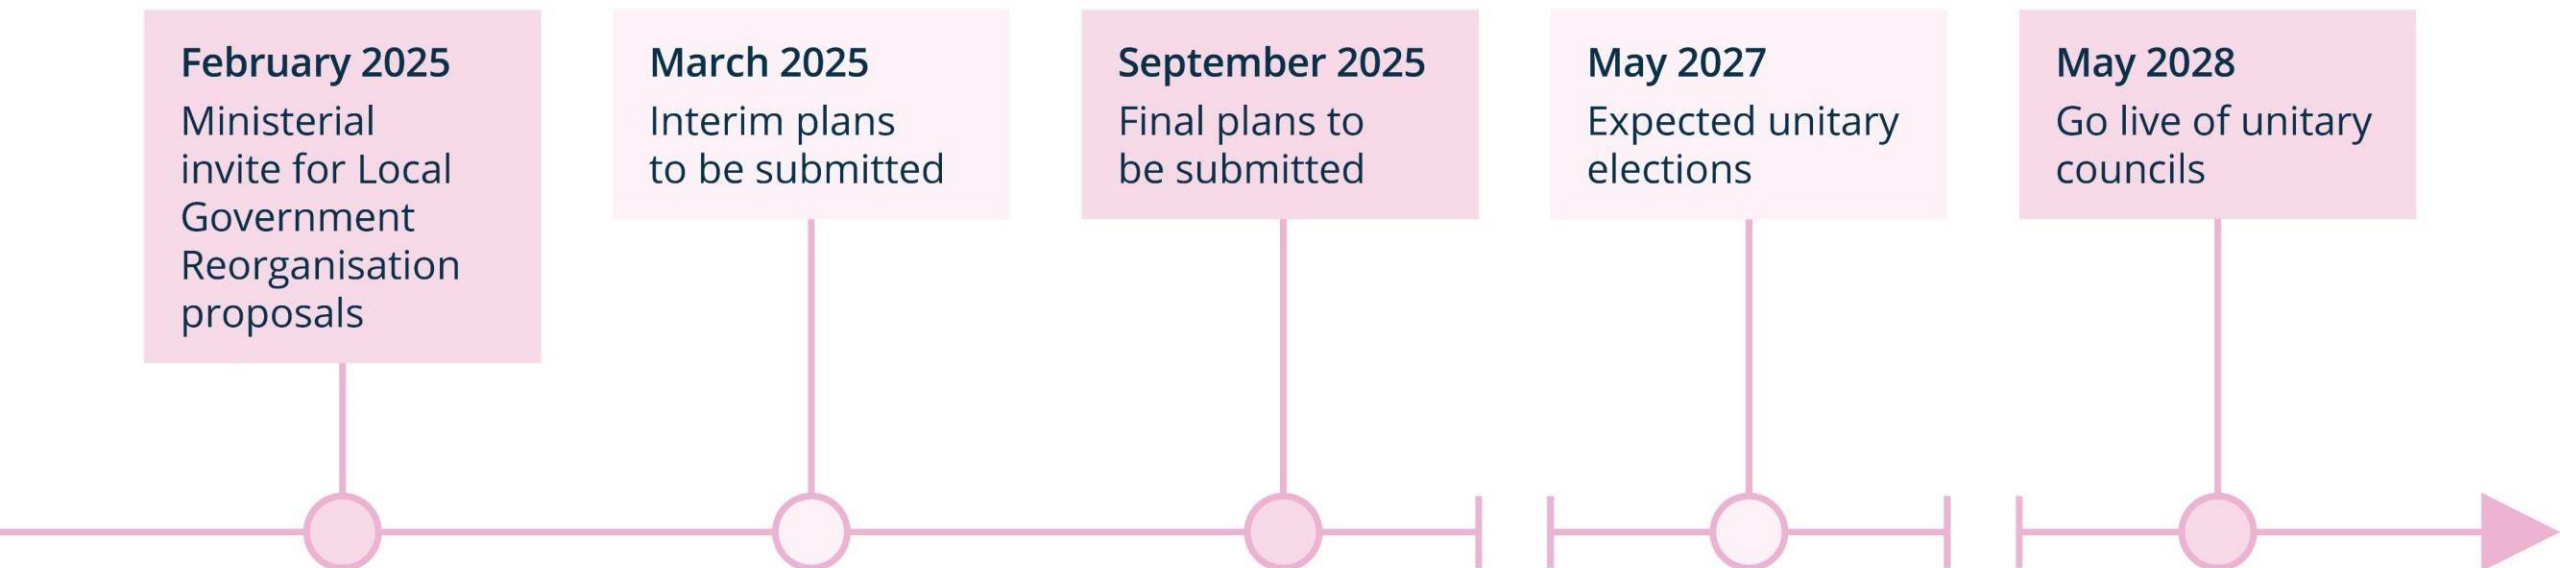 February 2025
Ministerial
invite for Local
Government
Reorganisation
proposals
March 2025
Interim plans
to be submitted
September 2025
Final plans to
be submitted
May 2027
Expected unitary
elections
May 2028
Go live of unitary
councils